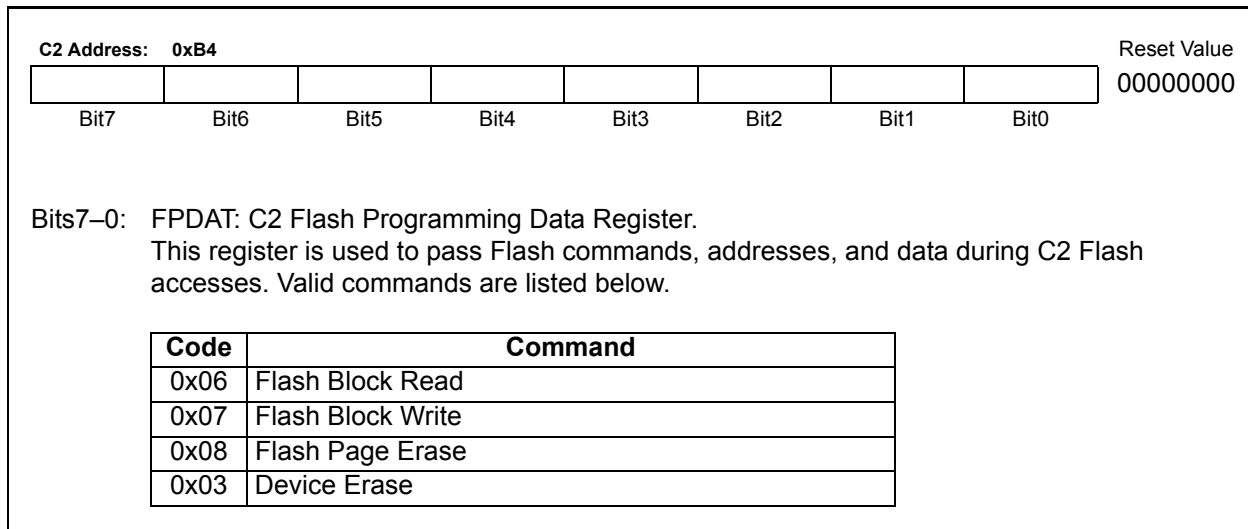 C2 Address: 0xB4 Reset Value
00000000
Bit7 Bit6 Bit5 Bit4 Bit3 Bit2 Bit1 Bit0
Bits7–0: FPDAT: C2 Flash Programming Data Register.
This register is used to pass Flash commands, addresses, and data during C2 Flash
accesses. Valid commands are listed below.
Code Command
0x06 Flash Block Read
0x07 Flash Block Write
0x08 Flash Page Erase
0x03 Device Erase